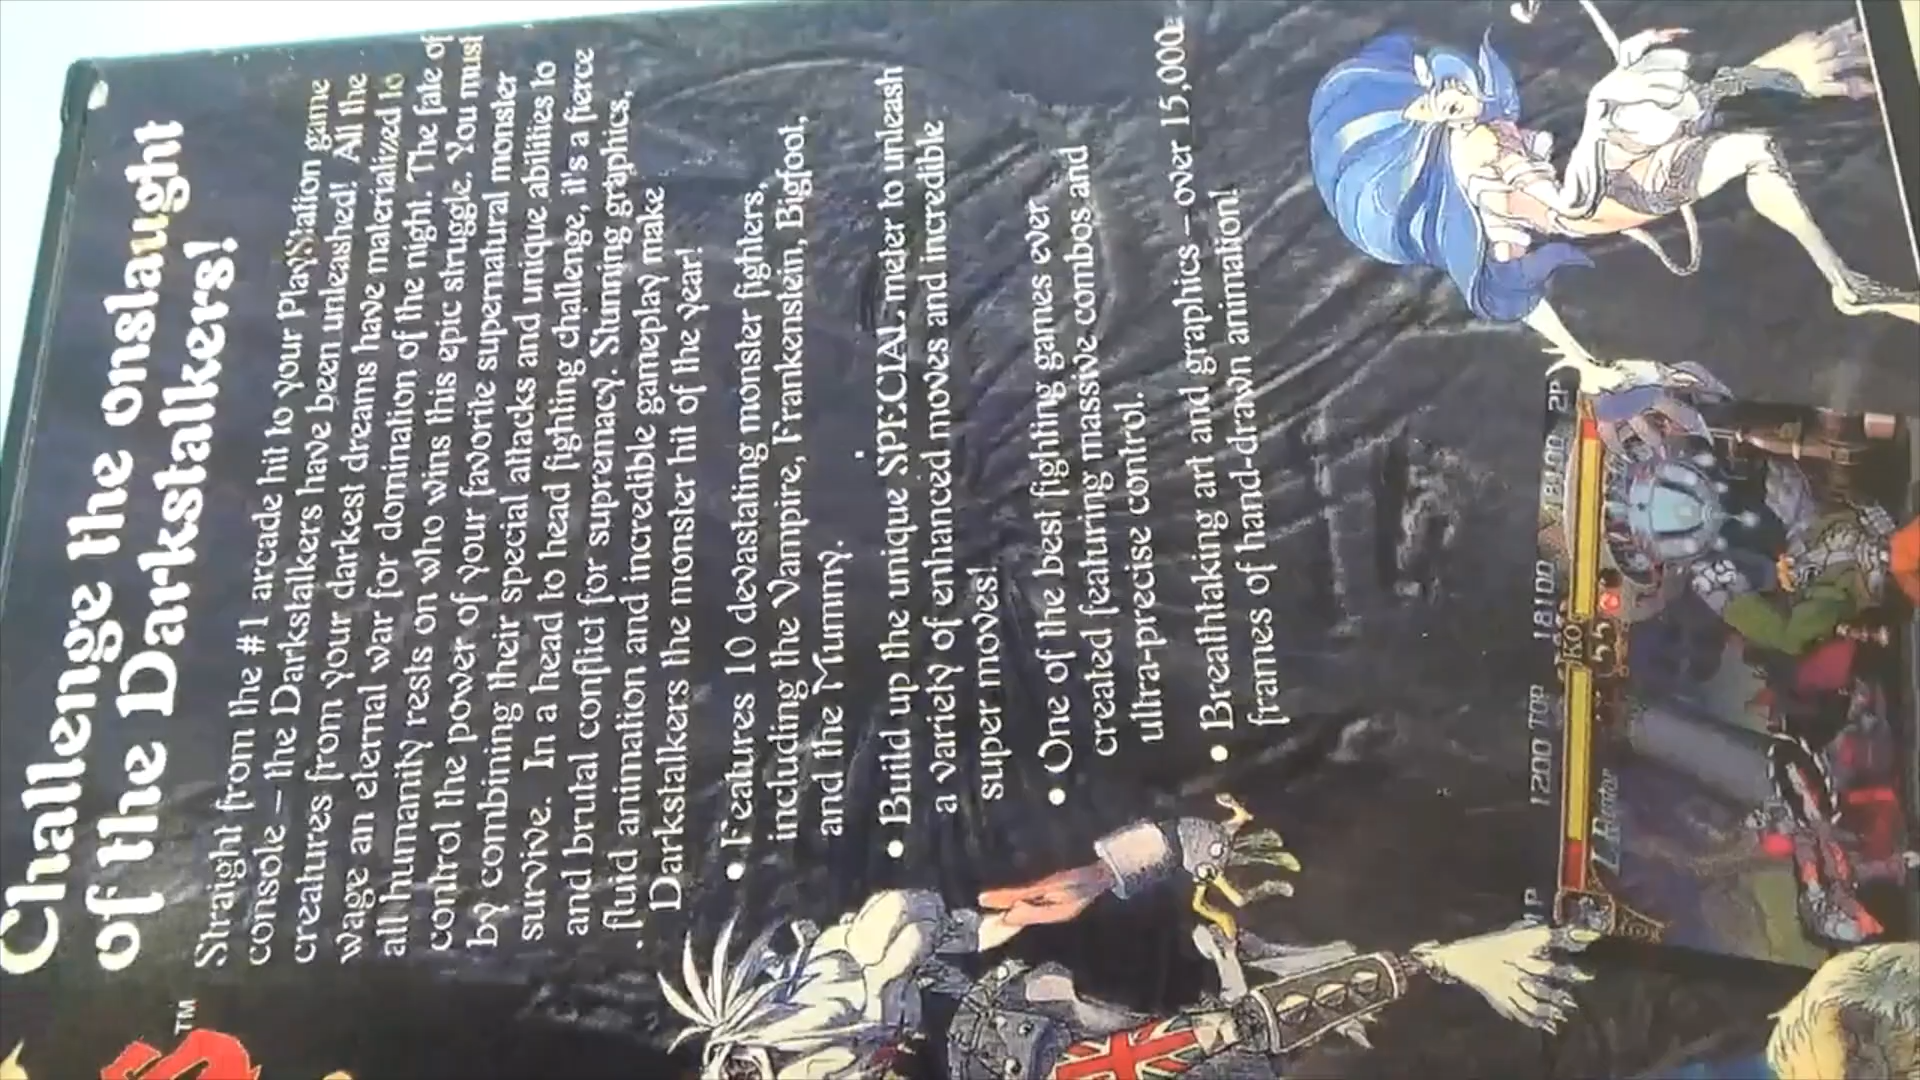 Challenge the onslaught
of the Darkstalkers!
Straight from the #1 arcade hit to your PlayStation game
console – the Darkstalkers have been unleashed! All the
creatures from your darkest dreams have materialized to
wage an eternal war for domination of the night. The fate of
all humanity rests on who wins this epic struggle. You must
control the power of your favorite supernatural monster
by combining their special attacks and unique abilities to
survive. In a head to head fighting challenge, it's a fierce
and brutal conflict for supremacy. Stunning graphics,
fluid animation and incredible gameplay make
Darkstalkers the monster hit of the year!
• Features 10 devastating monster fighters,
including the Vampire, Frankenstein, Bigfoot,
and the Mummy.
• Build up the unique SPECIAL meter to unleash
a variety of enhanced moves and incredible
super moves!
• One of the best fighting games ever
created featuring massive combos and
ultra-precise control.
• Breathtaking art and graphics – over 15,000
frames of hand-drawn animation!
TM
1P 1200 TOP 18100 18100 2P
KO
55